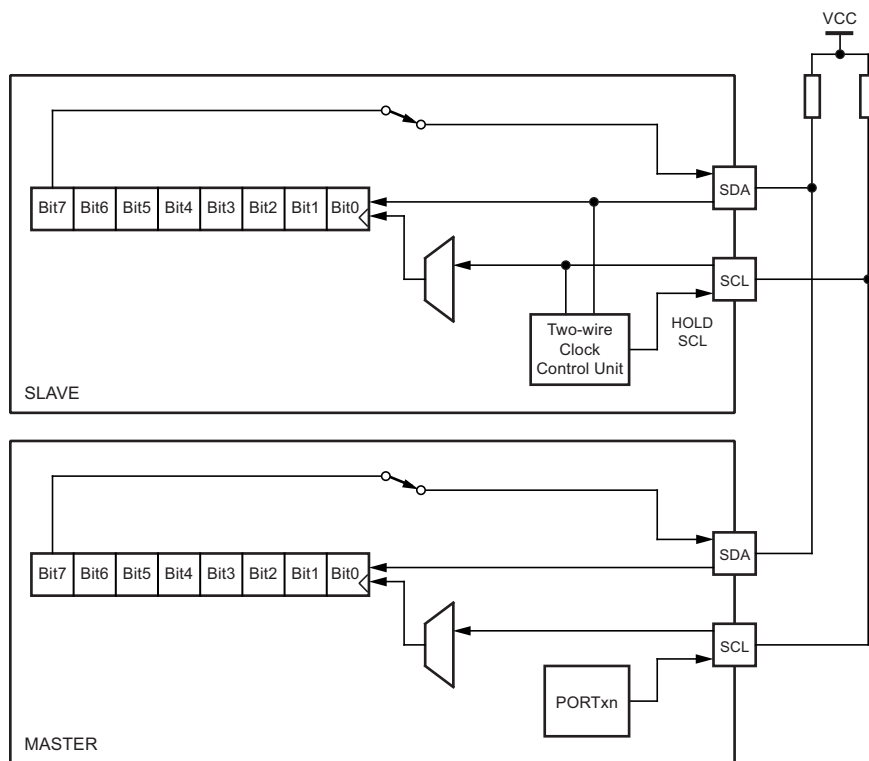 VCC
SDA
Bit7 Bit6 Bit5 Bit4 Bit3 Bit2 Bit1 Bit0
SCL
Two-wire
Clock
Control Unit
HOLD
SCL
SLAVE
SDA
Bit7 Bit6 Bit5 Bit4 Bit3 Bit2 Bit1 Bit0
SCL
PORTxn
MASTER